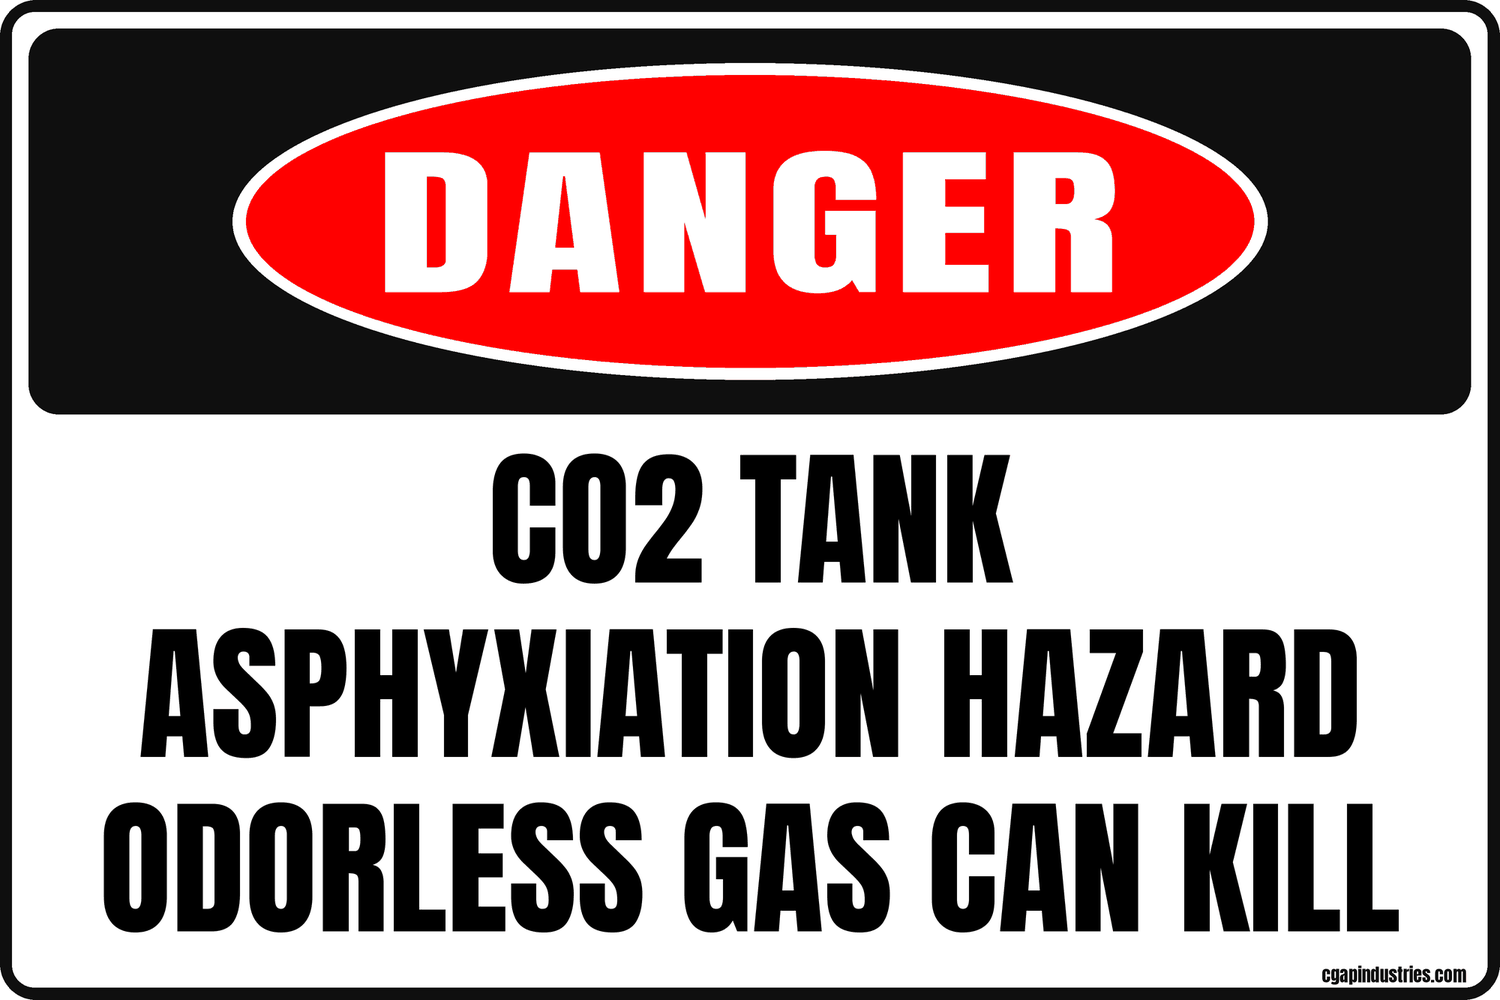 DANGER
CO2 TANK
ASPHYXIATION HAZARD
ODORLESS GAS CAN KILL
cgapindustries.com